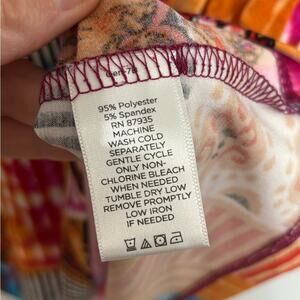 95% Polyester
5% Spandex
RN 87935
MACHINE
WASH COLD
SEPARATELY
GENTLE CYCLE
ONLY NON-
CHLORINE BLEACH
WHEN NEEDED
TUMBLE DRY LOW
REMOVE PROMPTLY
LOW IRON
IF NEEDED